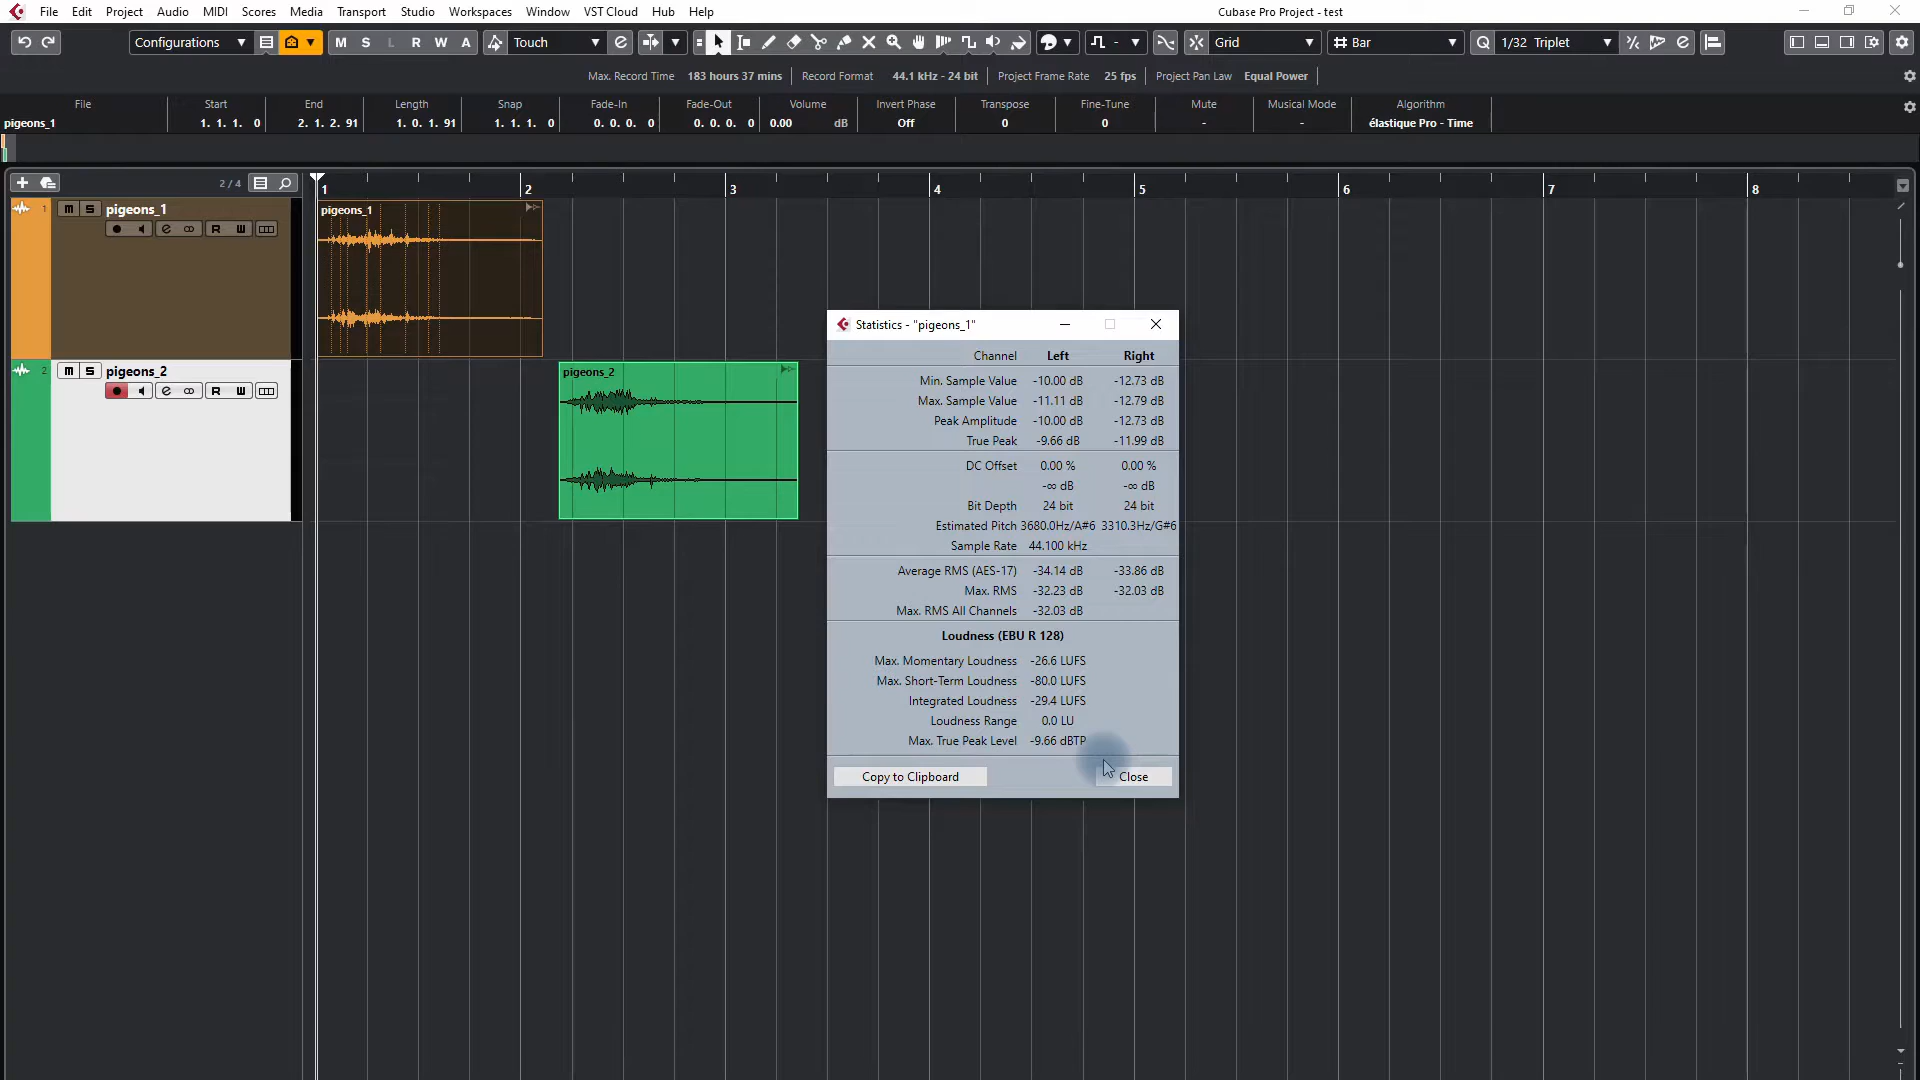 File Edit Project Audio MIDI Scores Media Transport Studio Workspaces Window VST Cloud Hub Help Cubase Pro Project - test
Configurations M S L R W A Touch Grid Bar Q 1/32 Triplet
Max. Record Time 183 hours 37 mins Record Format 44.1 kHz - 24 bit Project Frame Rate 25 fps Project Pan Law Equal Power
File Start End Length Snap Fade-In Fade-Out Volume Invert Phase Transpose Fine-Tune Mute Musical Mode Algorithm
pigeons_1 1. 1. 1. 0 2. 1. 2. 91 1. 0. 1. 91 1. 1. 1. 0 0. 0. 0. 0 0. 0. 0. 0 0.00 dB Off 0 0 - - élastique Pro - Time
2 / 4 1 2 3 4 5 6 7 8
1 m s pigeons_1
R W
pigeons_1
2 m s pigeons_2
R W
pigeons_2
Statistics - "pigeons_1"
Channel Left Right
Min. Sample Value -10.00 dB -12.73 dB
Max. Sample Value -11.11 dB -12.79 dB
Peak Amplitude -10.00 dB -12.73 dB
True Peak -9.66 dB -11.99 dB
DC Offset 0.00 % 0.00 %
-∞ dB -∞ dB
Bit Depth 24 bit 24 bit
Estimated Pitch 3680.0Hz/A#6 3310.3Hz/G#6
Sample Rate 44.100 kHz
Average RMS (AES-17) -34.14 dB -33.86 dB
Max. RMS -32.23 dB -32.03 dB
Max. RMS All Channels -32.03 dB
Loudness (EBU R 128)
Max. Momentary Loudness -26.6 LUFS
Max. Short-Term Loudness -80.0 LUFS
Integrated Loudness -29.4 LUFS
Loudness Range 0.0 LU
Max. True Peak Level -9.66 dBTP
Copy to Clipboard Close